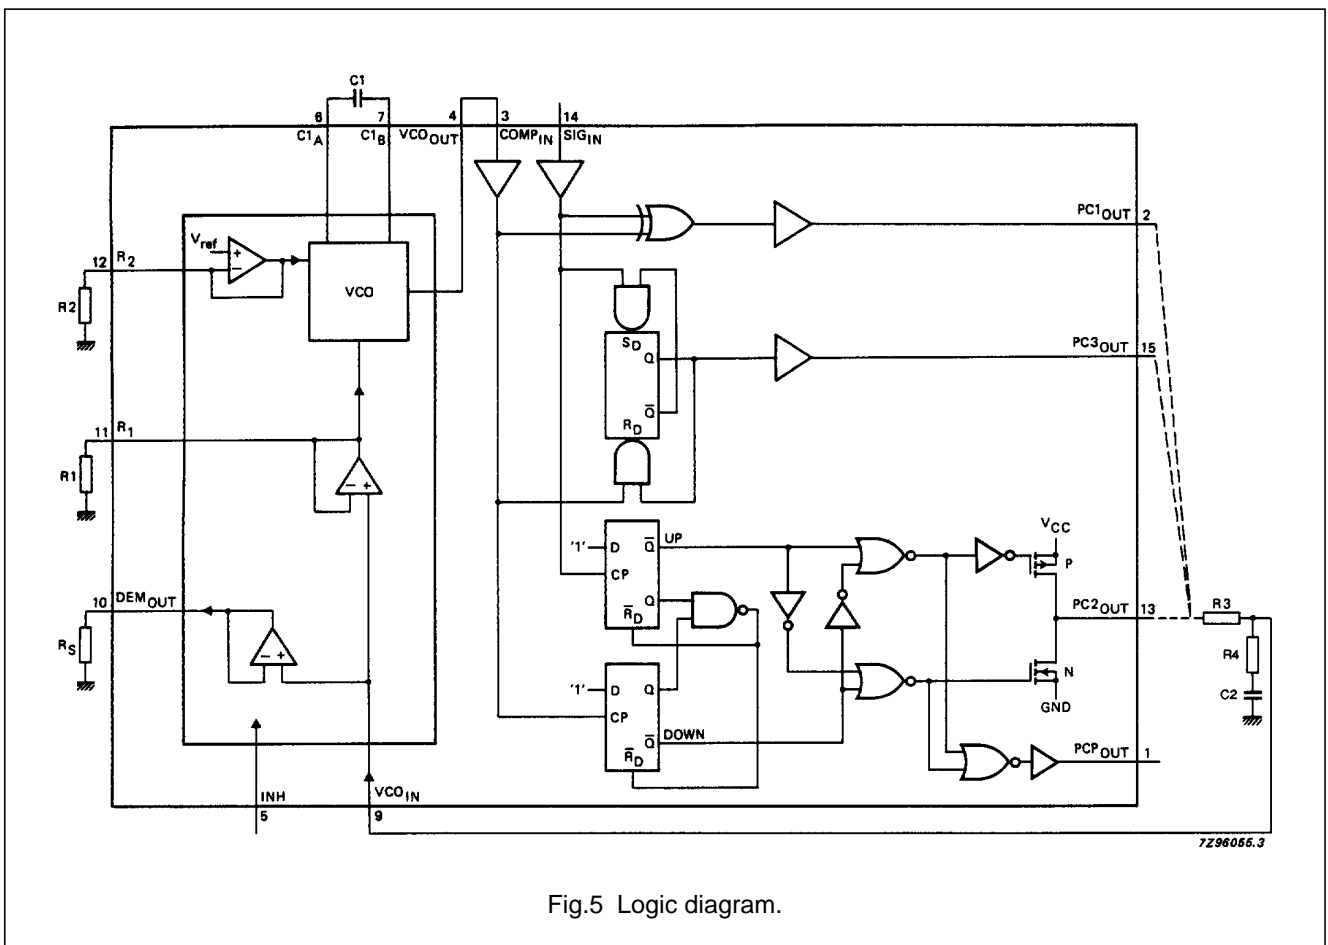 C1
6 7 4 3 14
C1A C1B VCOOUT COMPIN SIGIN
PC1OUT 2
Vref
+
−
12 R2
VCO
R2
SD
Q
PC3OUT 15
Q
RD
11 R1
R1
− +
VCC
'1' D Q UP
P
CP
10 DEMOUT
Q
RD
PC2OUT 13
R3
RS
− +
R4
N
'1' D Q
C2
CP
GND
Q DOWN
RD
PCPOUT 1
INH VCOIN
5 9
7Z96055.3
Fig.5 Logic diagram.